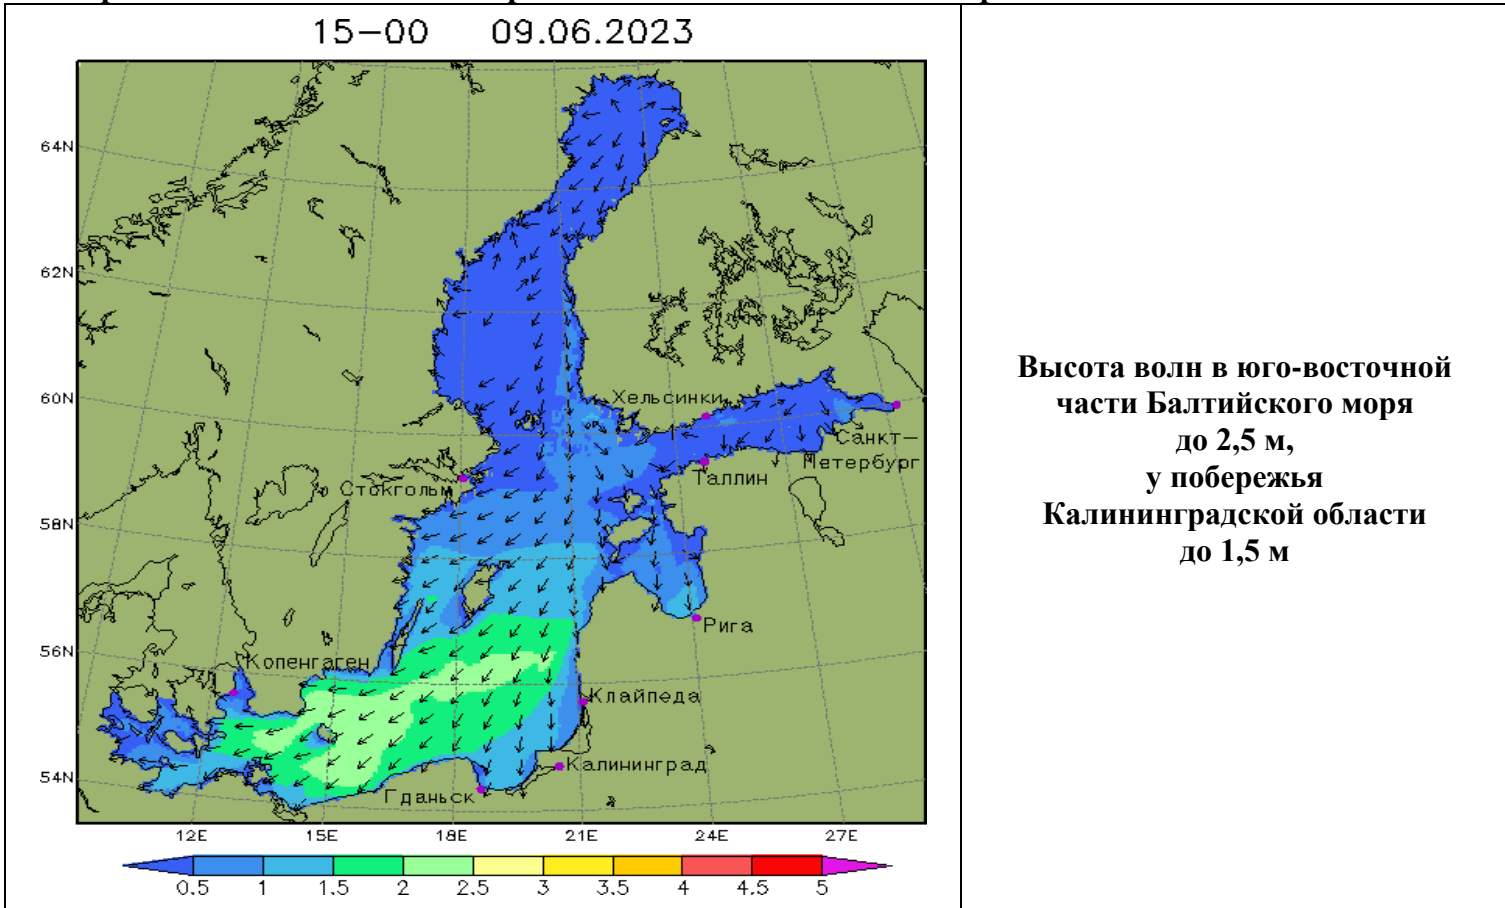 15-00 09.06.2023
64N
62N
60N
58N
56N
54N
Хельсинки
Санкт-
Петербург
Таллин
Стокгольм
Рига
Копенгаген
Клайпеда
Калининград
Гданьск
12E 15E 18E 21E 24E 27E
0.5 1 1.5 2 2.5 3 3.5 4 4.5 5
Высота волн в юго-восточной
части Балтийского моря
до 2,5 м,
у побережья
Калининградской области
до 1,5 м